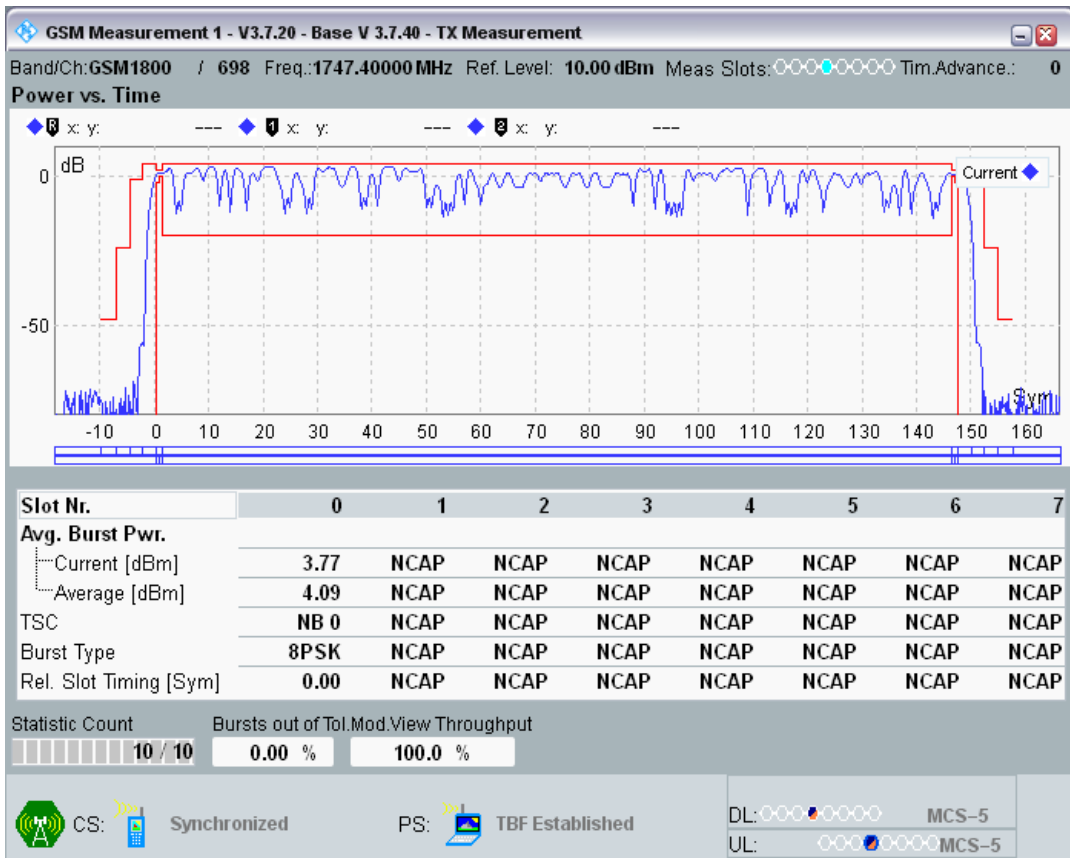 GSM Measurement 1 - V3.7.20 - Base V 3.7.40 - TX Measurement
Band/Ch:GSM1800 / 698 Freq.:1747.40000 MHz Ref. Level: 10.00 dBm Meas Slots: Tim.Advance.: 0
Power vs. Time
R x: y: --- 1 x: y: --- 2 x: y: ---
dB
Current
0
-50
Sym
-10 0 10 20 30 40 50 60 70 80 90 100 110 120 130 140 150 160
Slot Nr. 0 1 2 3 4 5 6 7
Avg. Burst Pwr.
Current [dBm] 3.77 NCAP NCAP NCAP NCAP NCAP NCAP NCAP
Average [dBm] 4.09 NCAP NCAP NCAP NCAP NCAP NCAP NCAP
TSC NB 0 NCAP NCAP NCAP NCAP NCAP NCAP NCAP
Burst Type 8PSK NCAP NCAP NCAP NCAP NCAP NCAP NCAP
Rel. Slot Timing [Sym] 0.00 NCAP NCAP NCAP NCAP NCAP NCAP NCAP
Statistic Count Bursts out of Tol.Mod.View Throughput
10 / 10 0.00 % 100.0 %
CS: Synchronized PS: TBF Established
DL: MCS-5
UL: MCS-5